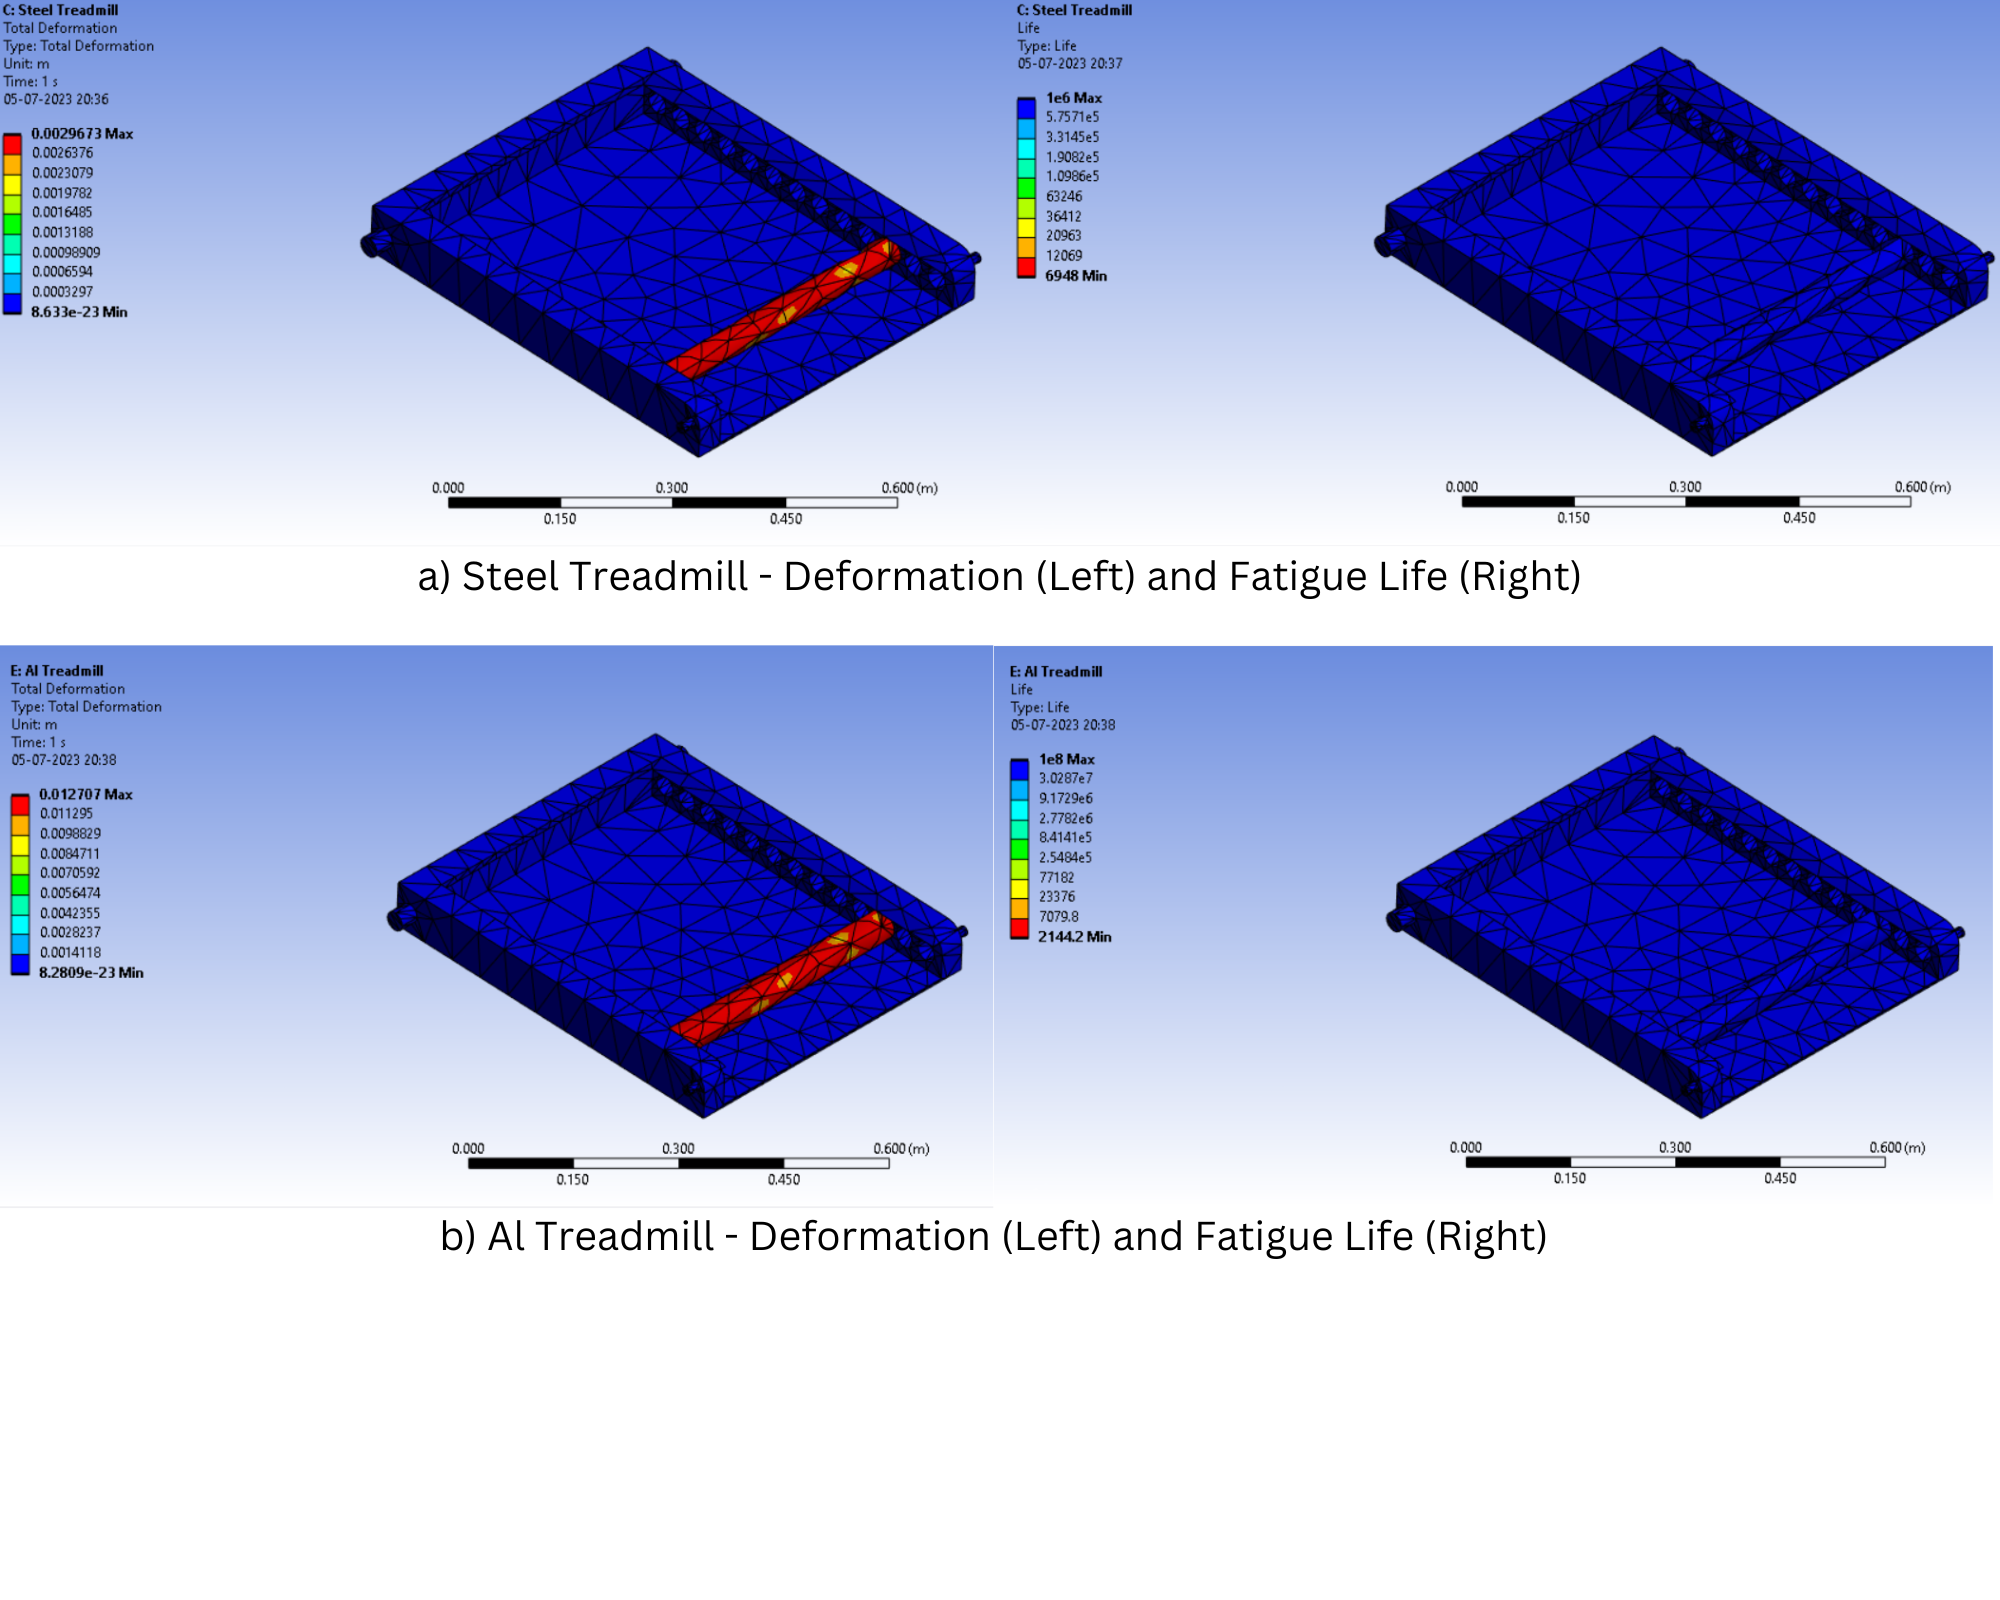 C: Steel Treadmill
Total Deformation
Type: Total Deformation
Unit: m
Time: 1 s
05-07-2023 20:36
0.0029673 Max
0.0026376
0.0023079
0.0019782
0.0016485
0.0013188
0.00098909
0.0006594
0.0003297
8.633e-23 Min
0.000
0.300
0.600 (m)
0.150
0.450
C: Steel Treadmill
Life
Type: Life
05-07-2023 20:37
1e6 Max
5.7571e5
3.3145e5
1.9082e5
1.0986e5
63246
36412
20963
12069
6948 Min
0.000
0.300
0.600 (m)
0.150
0.450
a) Steel Treadmill - Deformation (Left) and Fatigue Life (Right)
E: Al Treadmill
Total Deformation
Type: Total Deformation
Unit: m
Time: 1 s
05-07-2023 20:38
0.012707 Max
0.011295
0.0098829
0.0084711
0.0070592
0.0056474
0.0042355
0.0028237
0.0014118
8.2809e-23 Min
0.000
0.300
0.600 (m)
0.150
0.450
E: Al Treadmill
Life
Type: Life
05-07-2023 20:38
1e8 Max
3.0287e7
9.1729e6
2.7782e6
8.4141e5
2.5484e5
77182
23376
7079.8
2144.2 Min
0.000
0.300
0.600 (m)
0.150
0.450
b) Al Treadmill - Deformation (Left) and Fatigue Life (Right)